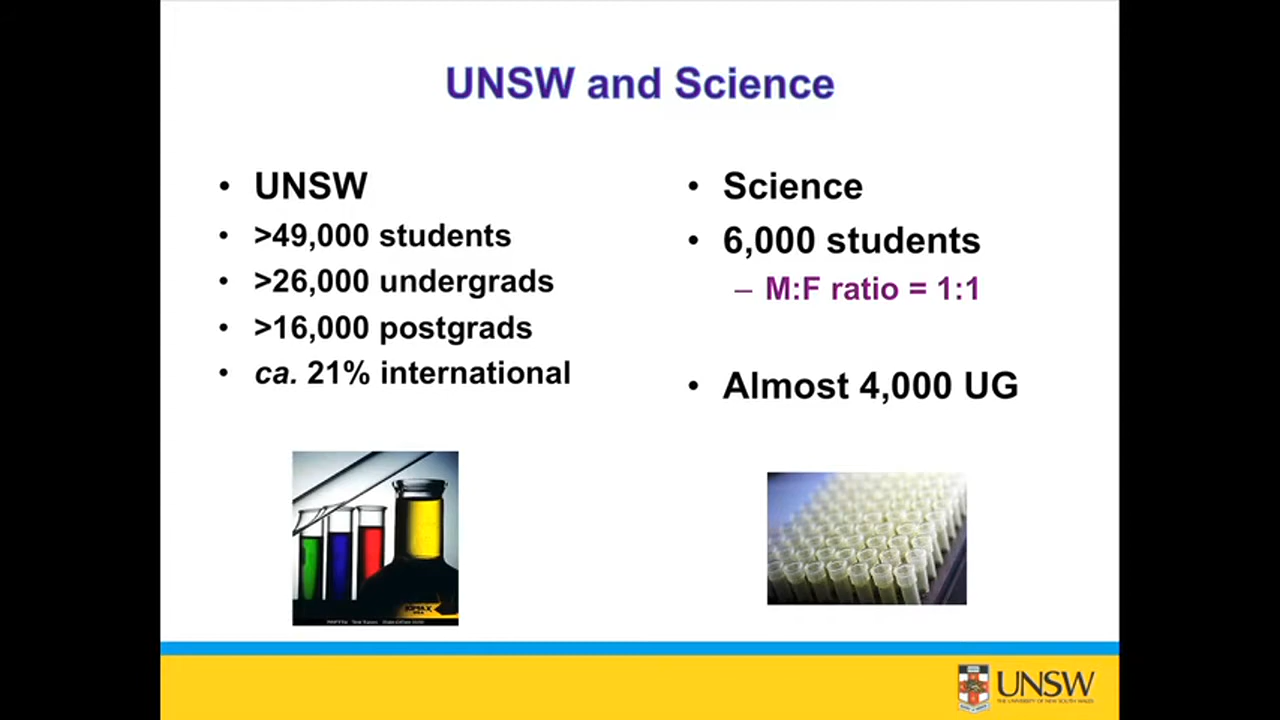 UNSW and Science
• UNSW
• >49,000 students
• >26,000 undergrads
• >16,000 postgrads
• ca. 21% international
• Science
• 6,000 students
– M:F ratio = 1:1
• Almost 4,000 UG
KIMAX
UNSW
THE UNIVERSITY OF NEW SOUTH WALES